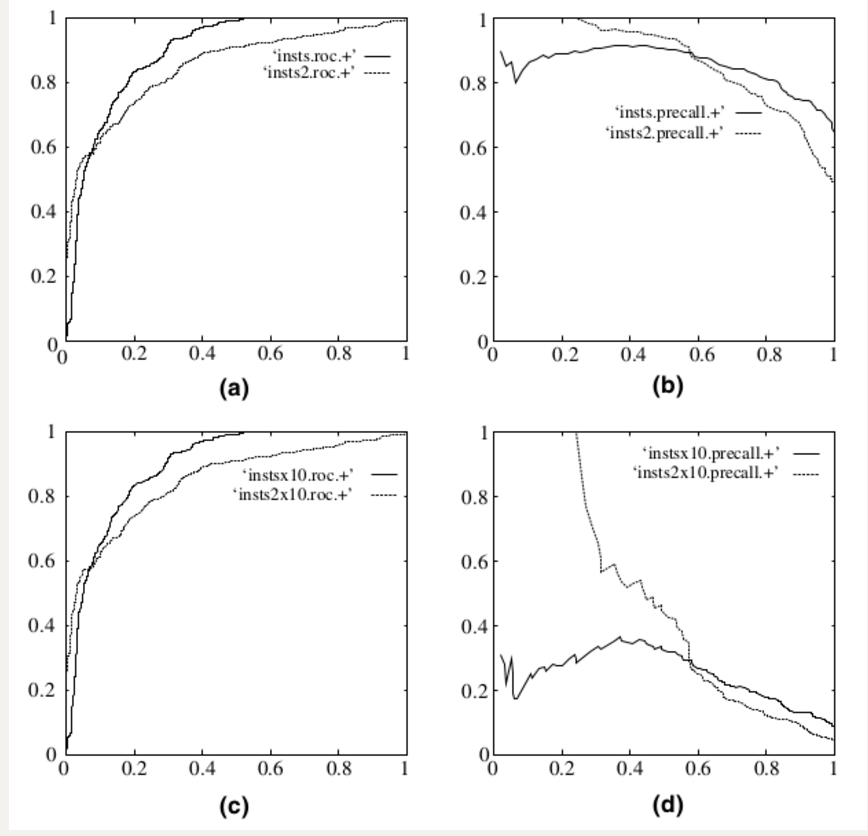 1
0.8
0.6
0.4
0.2
0
0 0.2 0.4 0.6 0.8 1
‘insts.roc.+’
‘insts2.roc.+’
(a)
1
0.8
0.6
0.4
0.2
0
0 0.2 0.4 0.6 0.8 1
‘insts.precall.+’
‘insts2.precall.+’
(b)
1
0.8
0.6
0.4
0.2
0
0 0.2 0.4 0.6 0.8 1
‘instsx10.roc.+’
‘insts2x10.roc.+’
(c)
1
0.8
0.6
0.4
0.2
0
0 0.2 0.4 0.6 0.8 1
‘instsx10.precall.+’
‘insts2x10.precall.+’
(d)